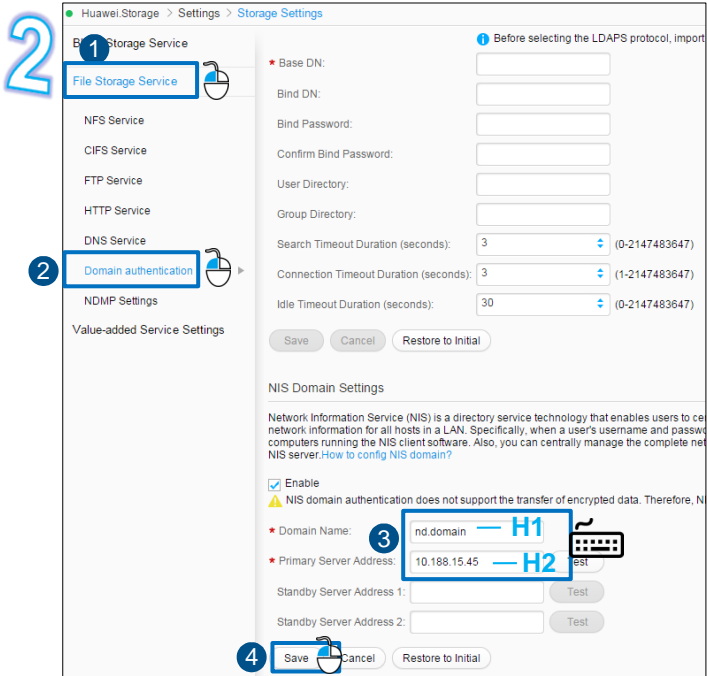 2
Huawei.Storage > Settings > Storage Settings
Storage Service
1
File Storage Service
NFS Service
CIFS Service
FTP Service
HTTP Service
DNS Service
2
Domain authentication
NDMP Settings
Value-added Service Settings
Before selecting the LDAPS protocol, import
* Base DN:
Bind DN:
Bind Password:
Confirm Bind Password:
User Directory:
Group Directory:
Search Timeout Duration (seconds): 3 (0-2147483647)
Connection Timeout Duration (seconds): 3 (1-2147483647)
Idle Timeout Duration (seconds): 30 (0-2147483647)
Save Cancel Restore to Initial
NIS Domain Settings
Network Information Service (NIS) is a directory service technology that enables users to ce
network information for all hosts in a LAN. Specifically, when a user's username and passwo
computers running the NIS client software. Also, you can centrally manage the complete net
NIS server.How to config NIS domain?
Enable
NIS domain authentication does not support the transfer of encrypted data. Therefore, N
* Domain Name: nd.domain — H1
3
* Primary Server Address: 10.188.15.45 — H2
Standby Server Address 1: Test
Standby Server Address 2: Test
4
Save Cancel Restore to Initial